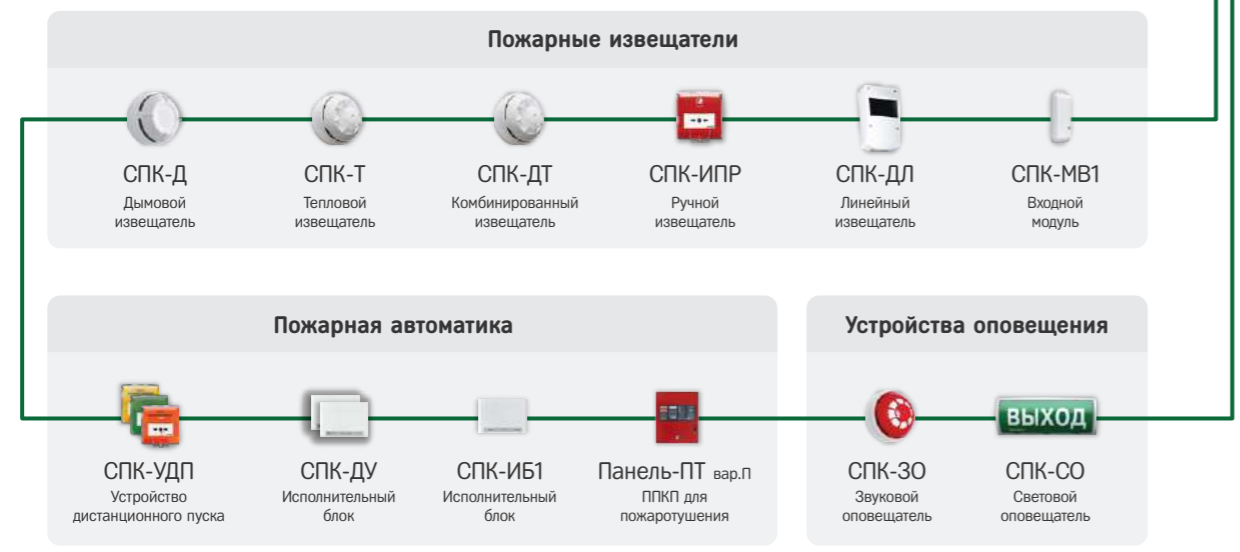 Пожарные извещатели
СПК-Д
Дымовой
извещатель
СПК-Т
Тепловой
извещатель
СПК-ДТ
Комбинированный
извещатель
СПК-ИПР
Ручной
извещатель
СПК-ДЛ
Линейный
извещатель
СПК-МВ1
Входной
модуль
Пожарная автоматика
СПК-УДП
Устройство
дистанционного пуска
СПК-ДУ
Исполнительный
блок
СПК-ИБ1
Исполнительный
блок
Панель-ПТ вар.П
ППКП для
пожаротушения
Устройства оповещения
СПК-ЗО
Звуковой
оповещатель
ВЫХОД
СПК-СО
Световой
оповещатель